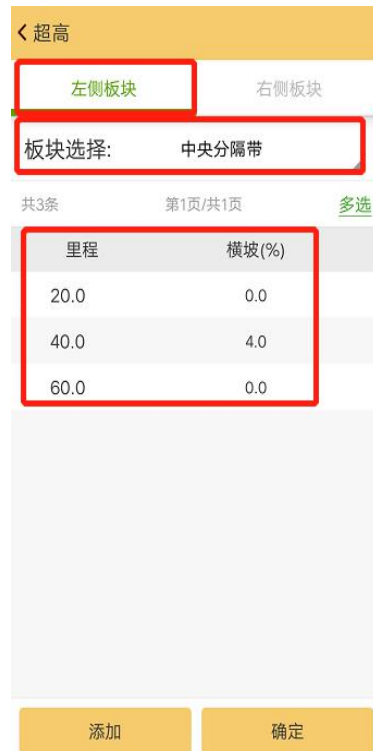 超高
左侧板块 右侧板块
板块选择: 中央分隔带
共3条 第1页/共1页 多选
里程 横坡(%)
20.0 0.0
40.0 4.0
60.0 0.0
添加 确定